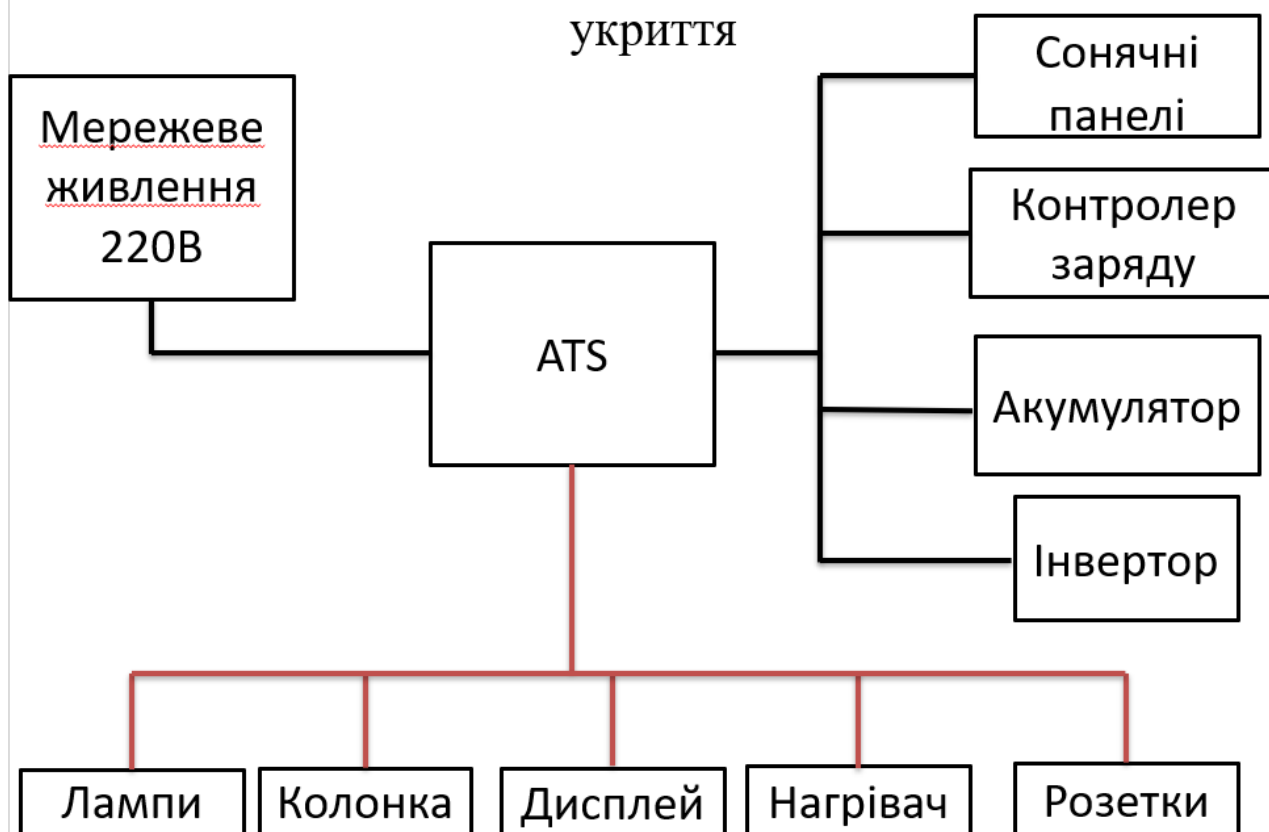 укриття
Сонячні
панелі
Мережеве
живлення
220В
Контролер
заряду
ATS
Акумулятор
Інвертор
Лампи
Колонка
Дисплей
Нагрівач
Розетки